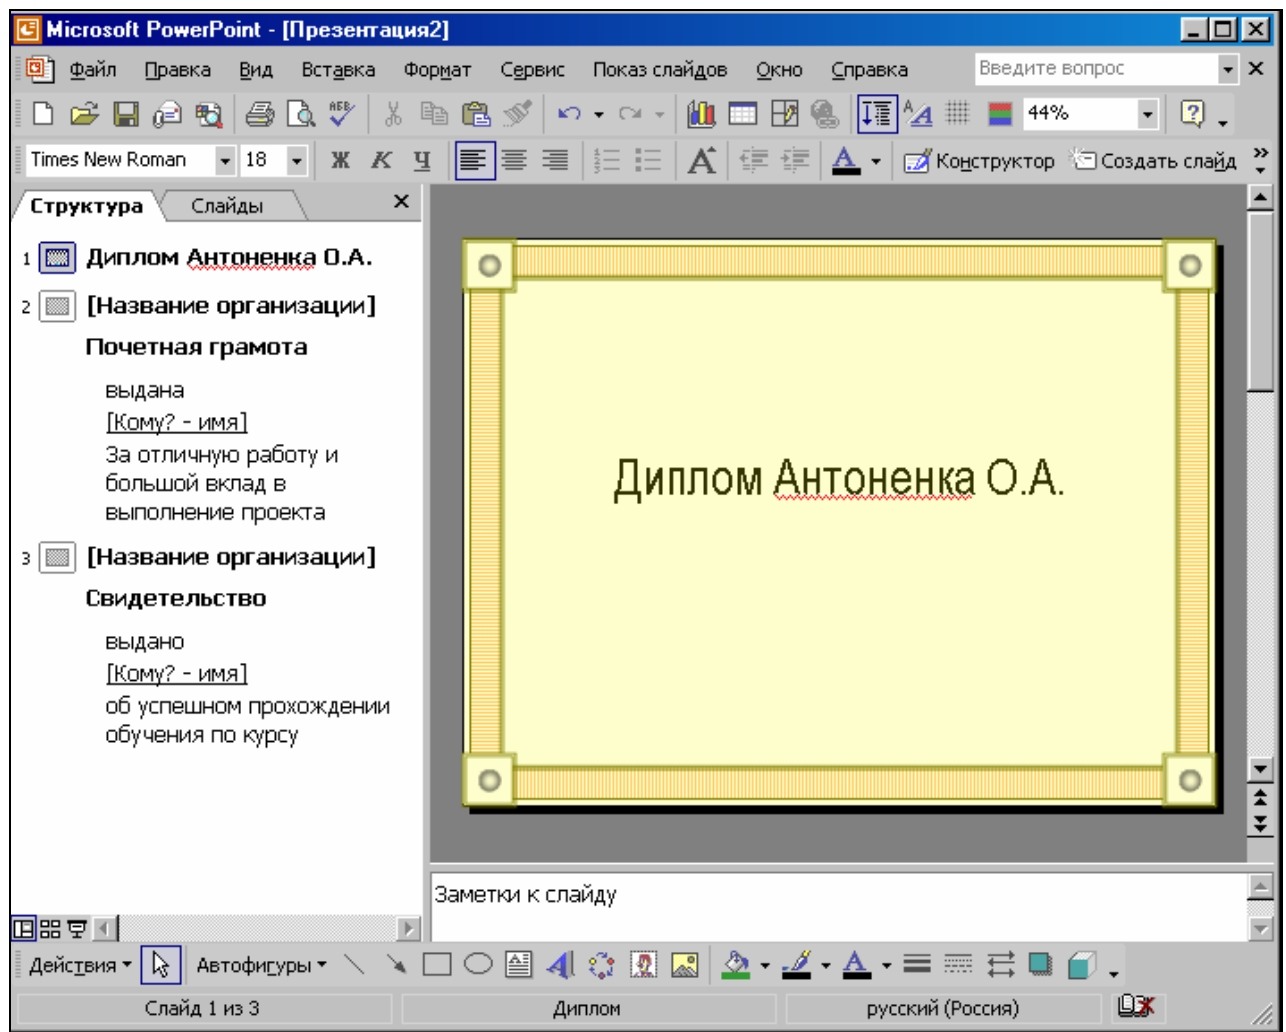 Microsoft PowerPoint - [Презентация2]
Файл Правка Вид Вставка Формат Сервис Показ слайдов Окно Справка Введите вопрос
44%
Times New Roman 18 Ж К Ч Конструктор Создать слайд
Структура Слайды
1 Диплом Антоненка О.А.
2 [Название организации]
Почетная грамота
выдана
[Кому? - имя]
За отличную работу и
большой вклад в
выполнение проекта
3 [Название организации]
Свидетельство
выдано
[Кому? - имя]
об успешном прохождении
обучения по курсу
Диплом Антоненка О.А.
Заметки к слайду
Действия Автофигуры
Слайд 1 из 3 Диплом русский (Россия)